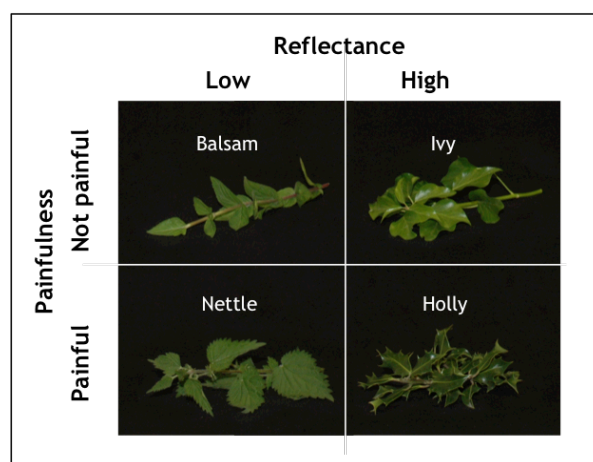 Reflectance
Low High
Painfulness
Not painful
Balsam Ivy
Painful
Nettle Holly